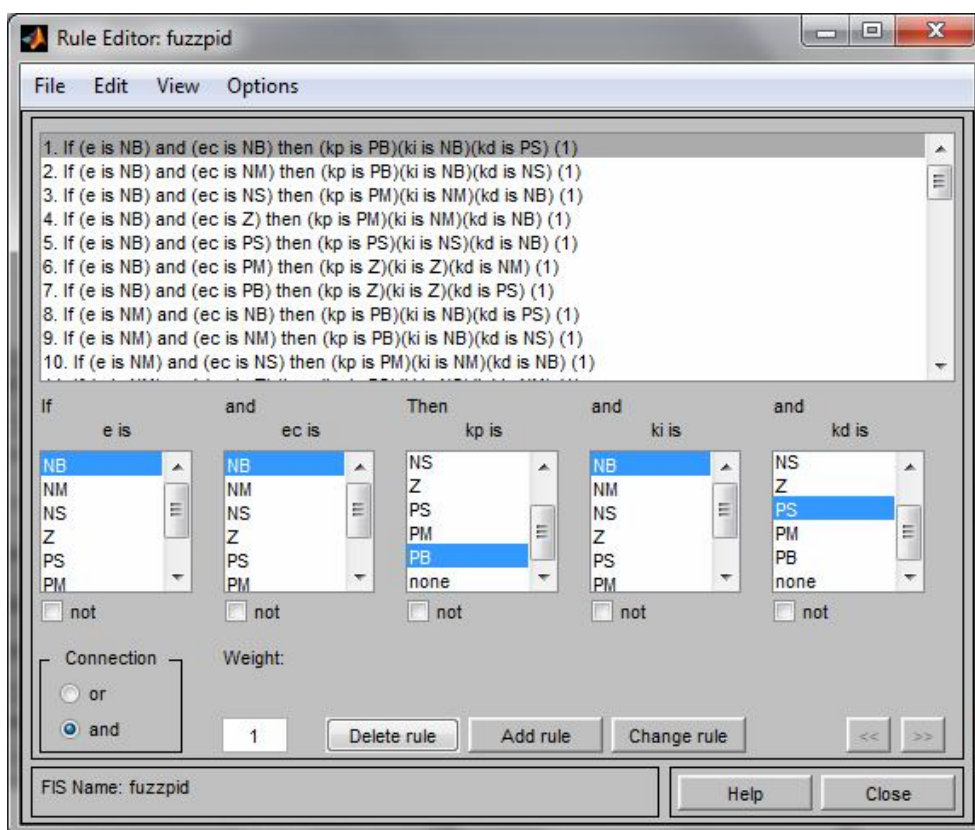 Rule Editor: fuzzpid
File Edit View Options
1. If (e is NB) and (ec is NB) then (kp is PB)(ki is NB)(kd is PS) (1)
2. If (e is NB) and (ec is NM) then (kp is PB)(ki is NB)(kd is NS) (1)
3. If (e is NB) and (ec is NS) then (kp is PM)(ki is NM)(kd is NB) (1)
4. If (e is NB) and (ec is Z) then (kp is PM)(ki is NM)(kd is NB) (1)
5. If (e is NB) and (ec is PS) then (kp is PS)(ki is NS)(kd is NB) (1)
6. If (e is NB) and (ec is PM) then (kp is Z)(ki is Z)(kd is NM) (1)
7. If (e is NB) and (ec is PB) then (kp is Z)(ki is Z)(kd is PS) (1)
8. If (e is NM) and (ec is NB) then (kp is PB)(ki is NB)(kd is PS) (1)
9. If (e is NM) and (ec is NM) then (kp is PB)(ki is NB)(kd is NS) (1)
10. If (e is NM) and (ec is NS) then (kp is PM)(ki is NM)(kd is NB) (1)
If and Then and and
e is ec is kp is ki is kd is
NB NB NS NB NS
NM NM Z NM Z
NS NS PS NS PS
Z Z PM Z PM
PS PS PB PS PB
PM PM none PM none
not not not not not
Connection Weight:
or
and 1 Delete rule Add rule Change rule << >>
FIS Name: fuzzpid Help Close